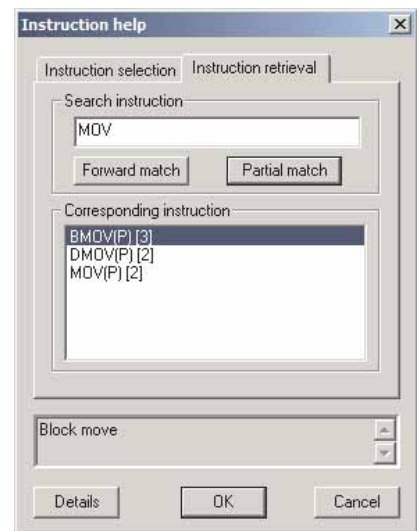 Instruction help
Instruction selection Instruction retrieval
Search instruction
MOV
Forward match Partial match
Corresponding instruction
BMOV(P) [3]
DMOV(P) [2]
MOV(P) [2]
Block move
Details OK Cancel